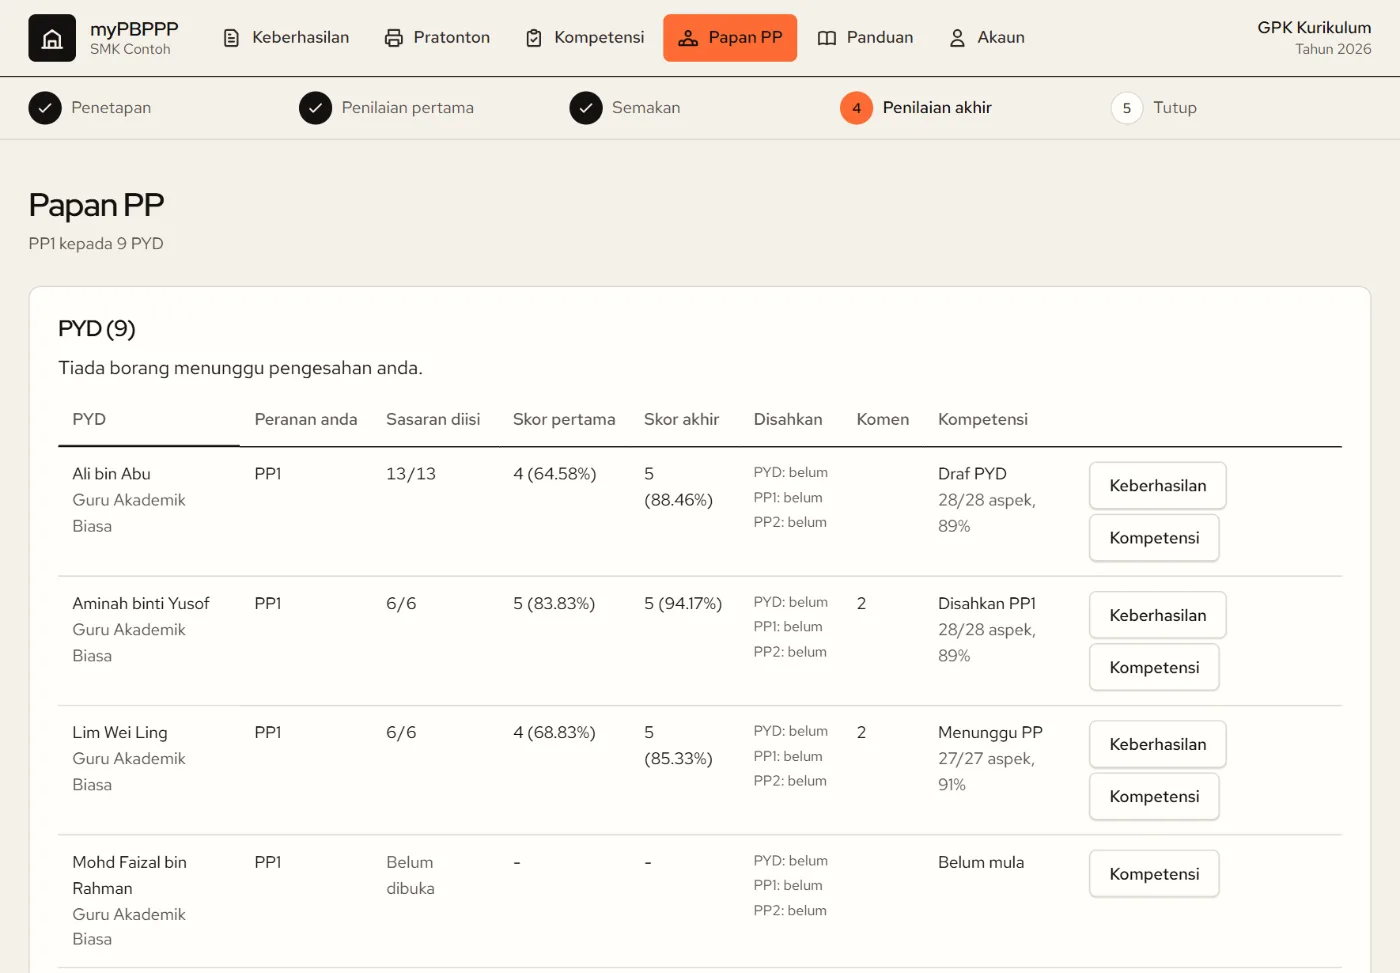 myPBPPP
SMK Contoh
Keberhasilan
Pratonton
Kompetensi
Papan PP
Panduan
Akaun
GPK Kurikulum
Tahun 2026
Penetapan
Penilaian pertama
Semakan
4 Penilaian akhir
5 Tutup
Papan PP
PP1 kepada 9 PYD
PYD (9)
Tiada borang menunggu pengesahan anda.
PYD Peranan anda Sasaran diisi Skor pertama Skor akhir Disahkan Komen Kompetensi
Ali bin Abu
Guru Akademik
Biasa
PP1
13/13
4 (64.58%)
5
(88.46%)
PYD: belum
PP1: belum
PP2: belum
Draf PYD
28/28 aspek,
89%
Keberhasilan
Kompetensi
Aminah binti Yusof
Guru Akademik
Biasa
PP1
6/6
5 (83.83%)
5 (94.17%)
PYD: belum
PP1: belum
PP2: belum
2
Disahkan PP1
28/28 aspek,
89%
Keberhasilan
Kompetensi
Lim Wei Ling
Guru Akademik
Biasa
PP1
6/6
4 (68.83%)
5
(85.33%)
PYD: belum
PP1: belum
PP2: belum
2
Menunggu PP
27/27 aspek,
91%
Keberhasilan
Kompetensi
Mohd Faizal bin
Rahman
Guru Akademik
Biasa
PP1
Belum
dibuka
-
-
PYD: belum
PP1: belum
PP2: belum
Belum mula
Kompetensi